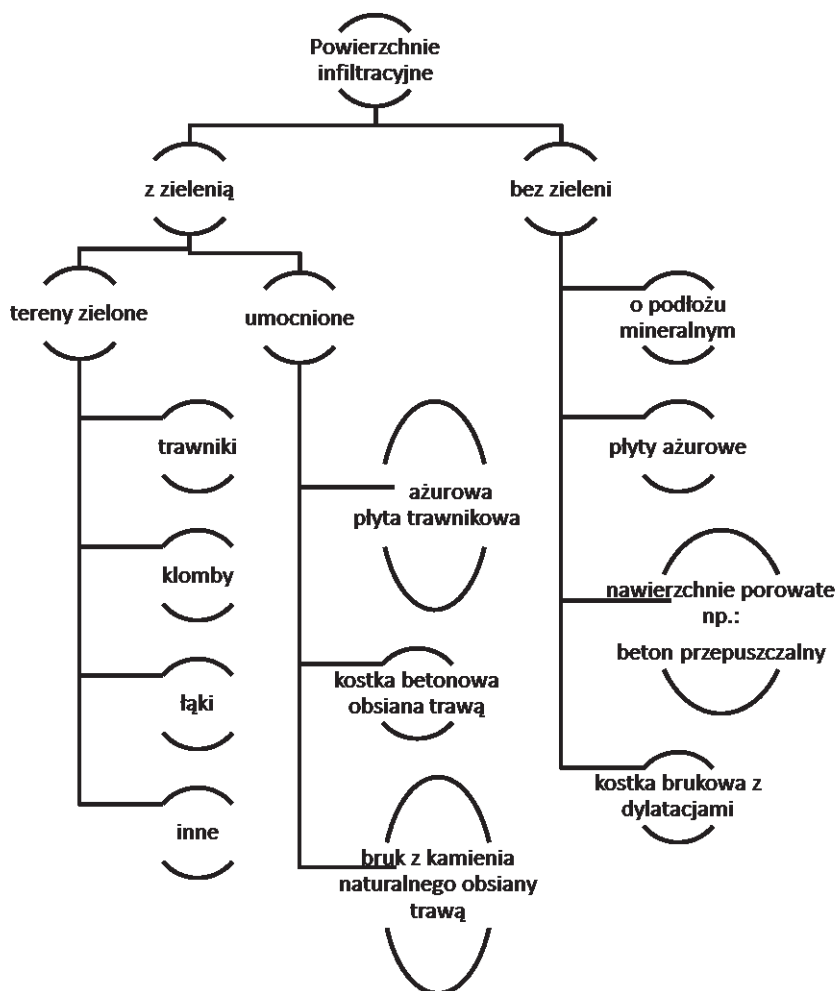 Powierzchnie
infiltracyjne
z zielenią
bez zieleni
tereny zielone
umocnione
trawniki
klomby
łąki
inne
ażurowa
płyta trawnikowa
kostka betonowa
obsiana trawą
bruk z kamienia
naturalnego obsiany
trawą
o podłożu
mineralnym
płyty ażurowe
nawierzchnie porowate
np.:
beton przepuszczalny
kostka brukowa z
dylatacjami